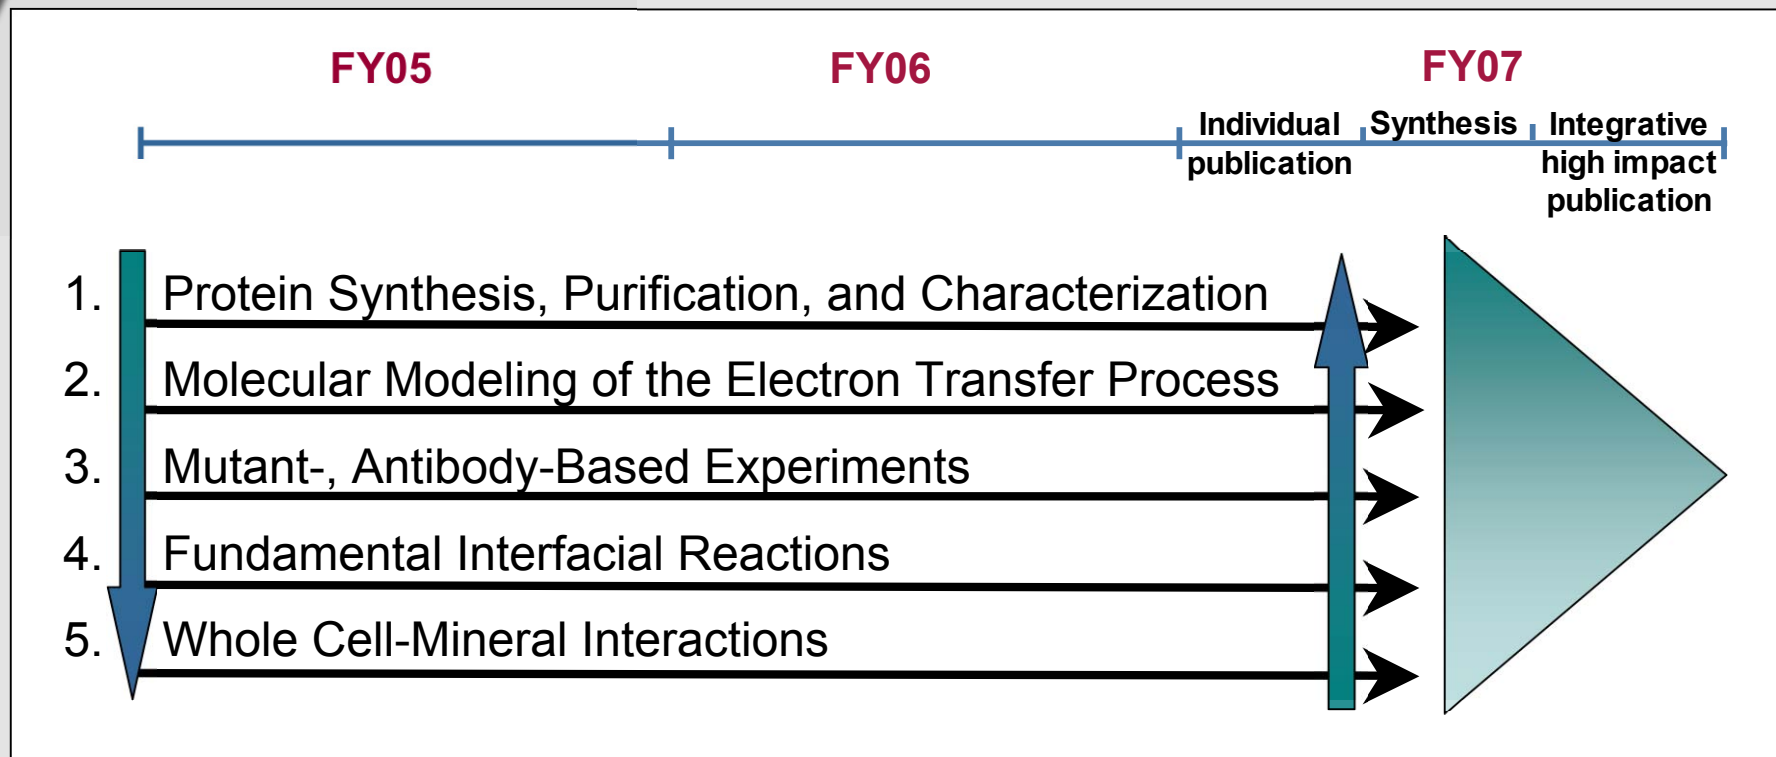 FY05
FY06
FY07
Individual
publication
Synthesis
Integrative
high impact
publication
1. Protein Synthesis, Purification, and Characterization
2. Molecular Modeling of the Electron Transfer Process
3. Mutant-, Antibody-Based Experiments
4. Fundamental Interfacial Reactions
5. Whole Cell-Mineral Interactions